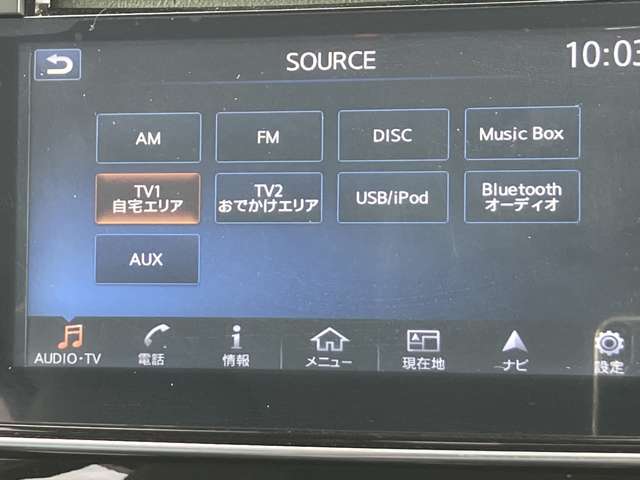 SOURCE
10:03
AM
FM
DISC
Music Box
TV1
自宅エリア
TV2
おでかけエリア
USB/iPod
Bluetooth
オーディオ
AUX
AUDIO・TV
電話
情報
メニュー
現在地
ナビ
設定